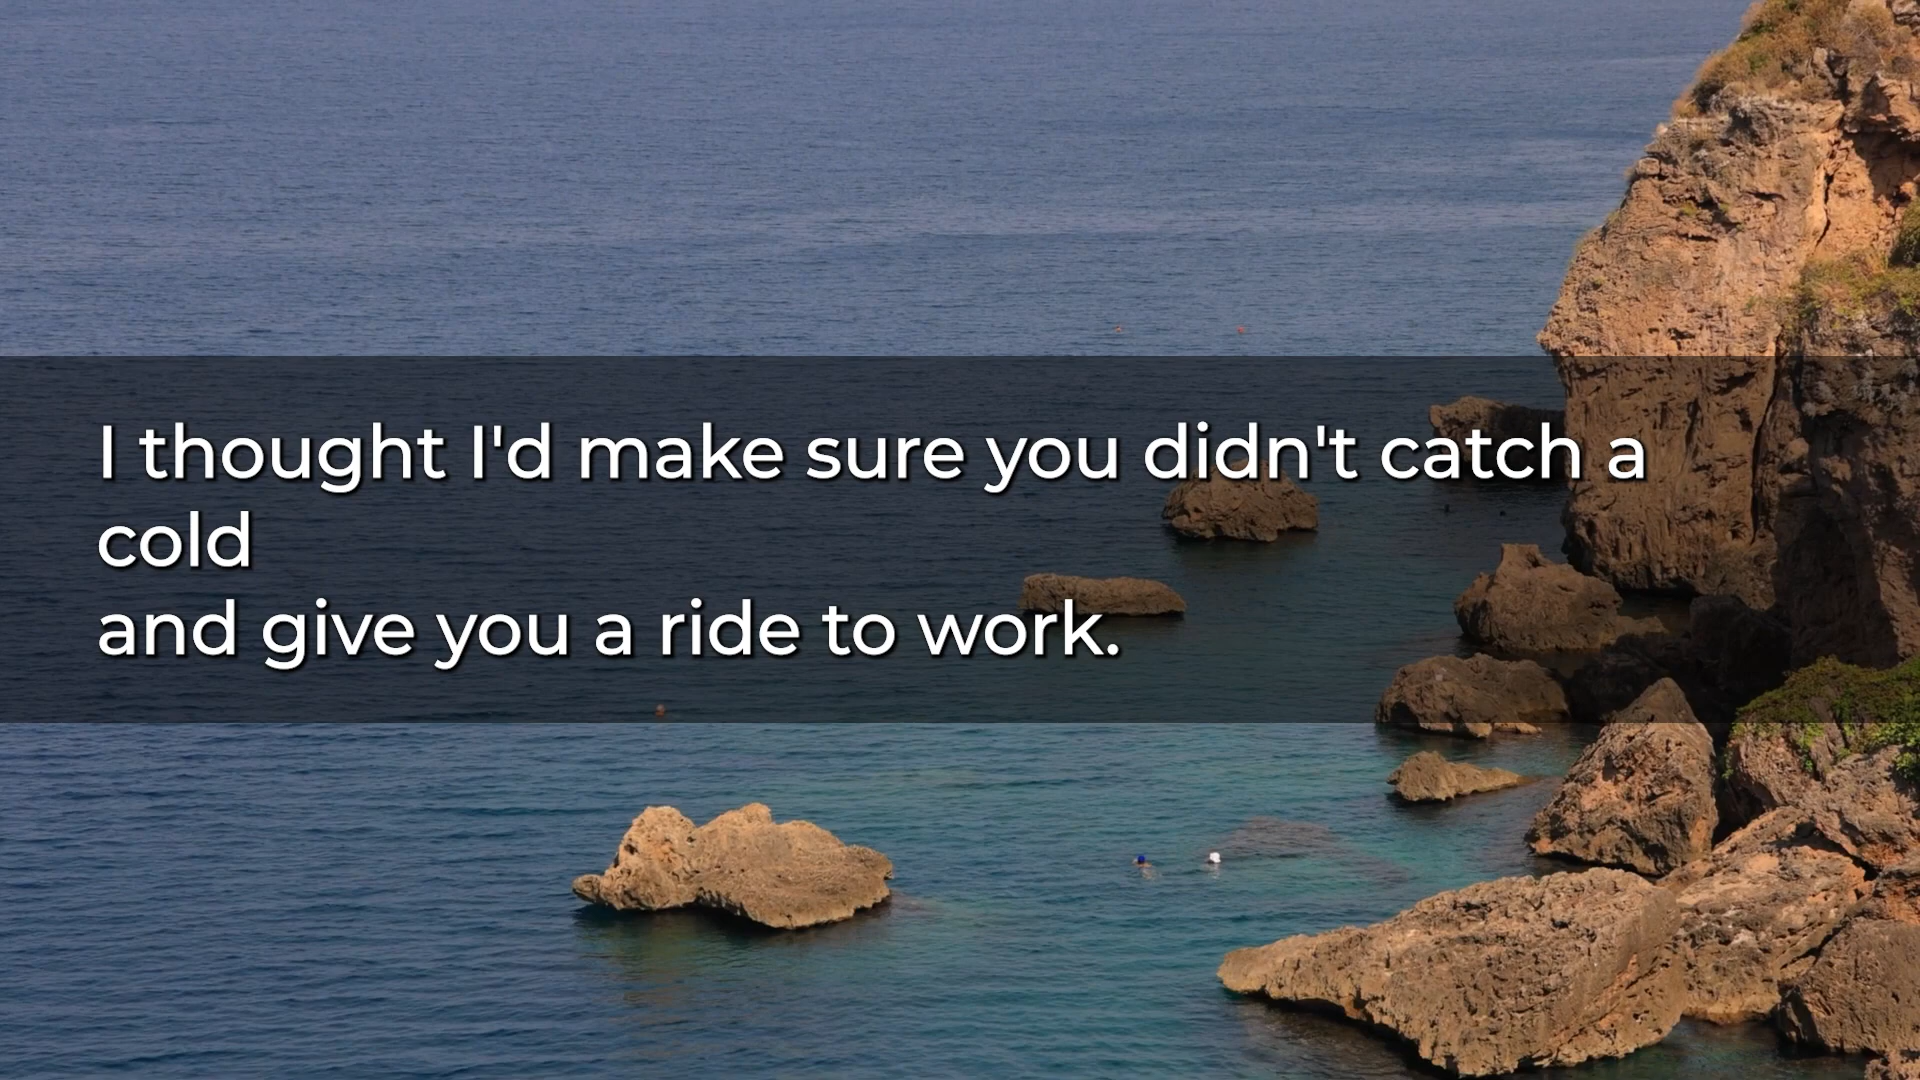 I thought I'd make sure you didn't catch a
cold
and give you a ride to work.